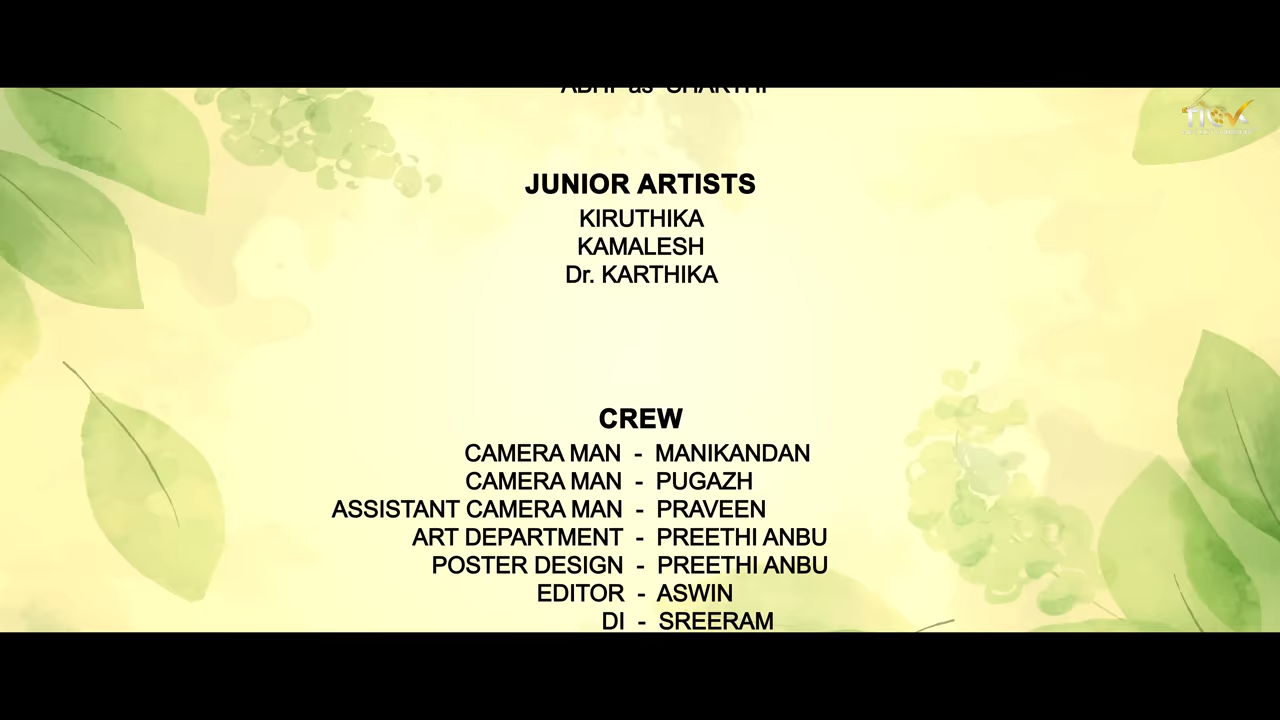 JUNIOR ARTISTS
KIRUTHIKA
KAMALESH
Dr. KARTHIKA
CREW
CAMERA MAN - MANIKANDAN
CAMERA MAN - PUGAZH
ASSISTANT CAMERA MAN - PRAVEEN
ART DEPARTMENT - PREETHI ANBU
POSTER DESIGN - PREETHI ANBU
EDITOR - ASWIN
DI - SREERAM